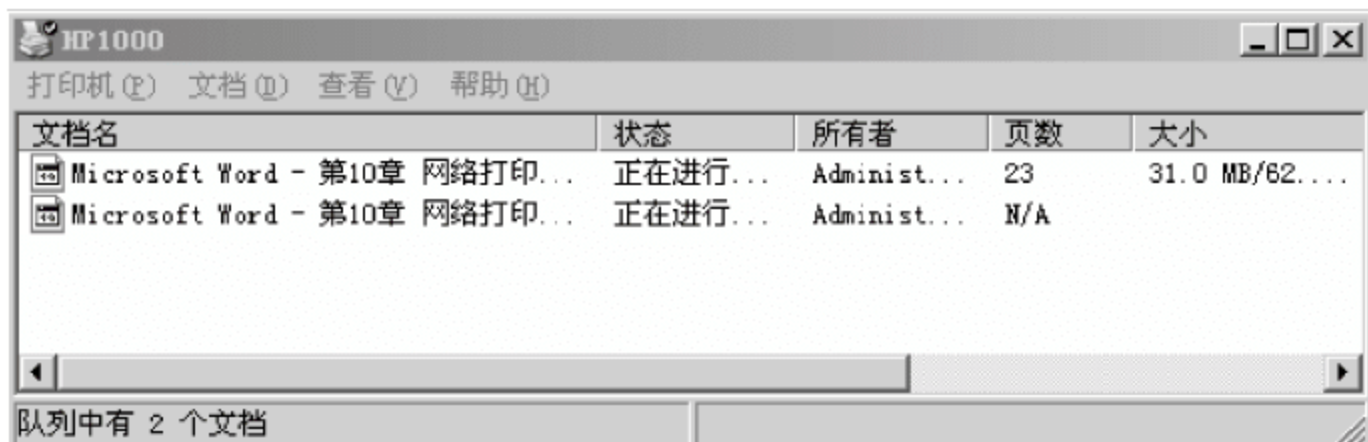 HP1000
打印机(P) 文档(D) 查看(V) 帮助(H)
文档名 状态 所有者 页数 大小
Microsoft Word - 第10章 网络打印... 正在进行... Administ... 23 31.0 MB/62....
Microsoft Word - 第10章 网络打印... 正在进行... Administ... N/A
队列中有 2 个文档